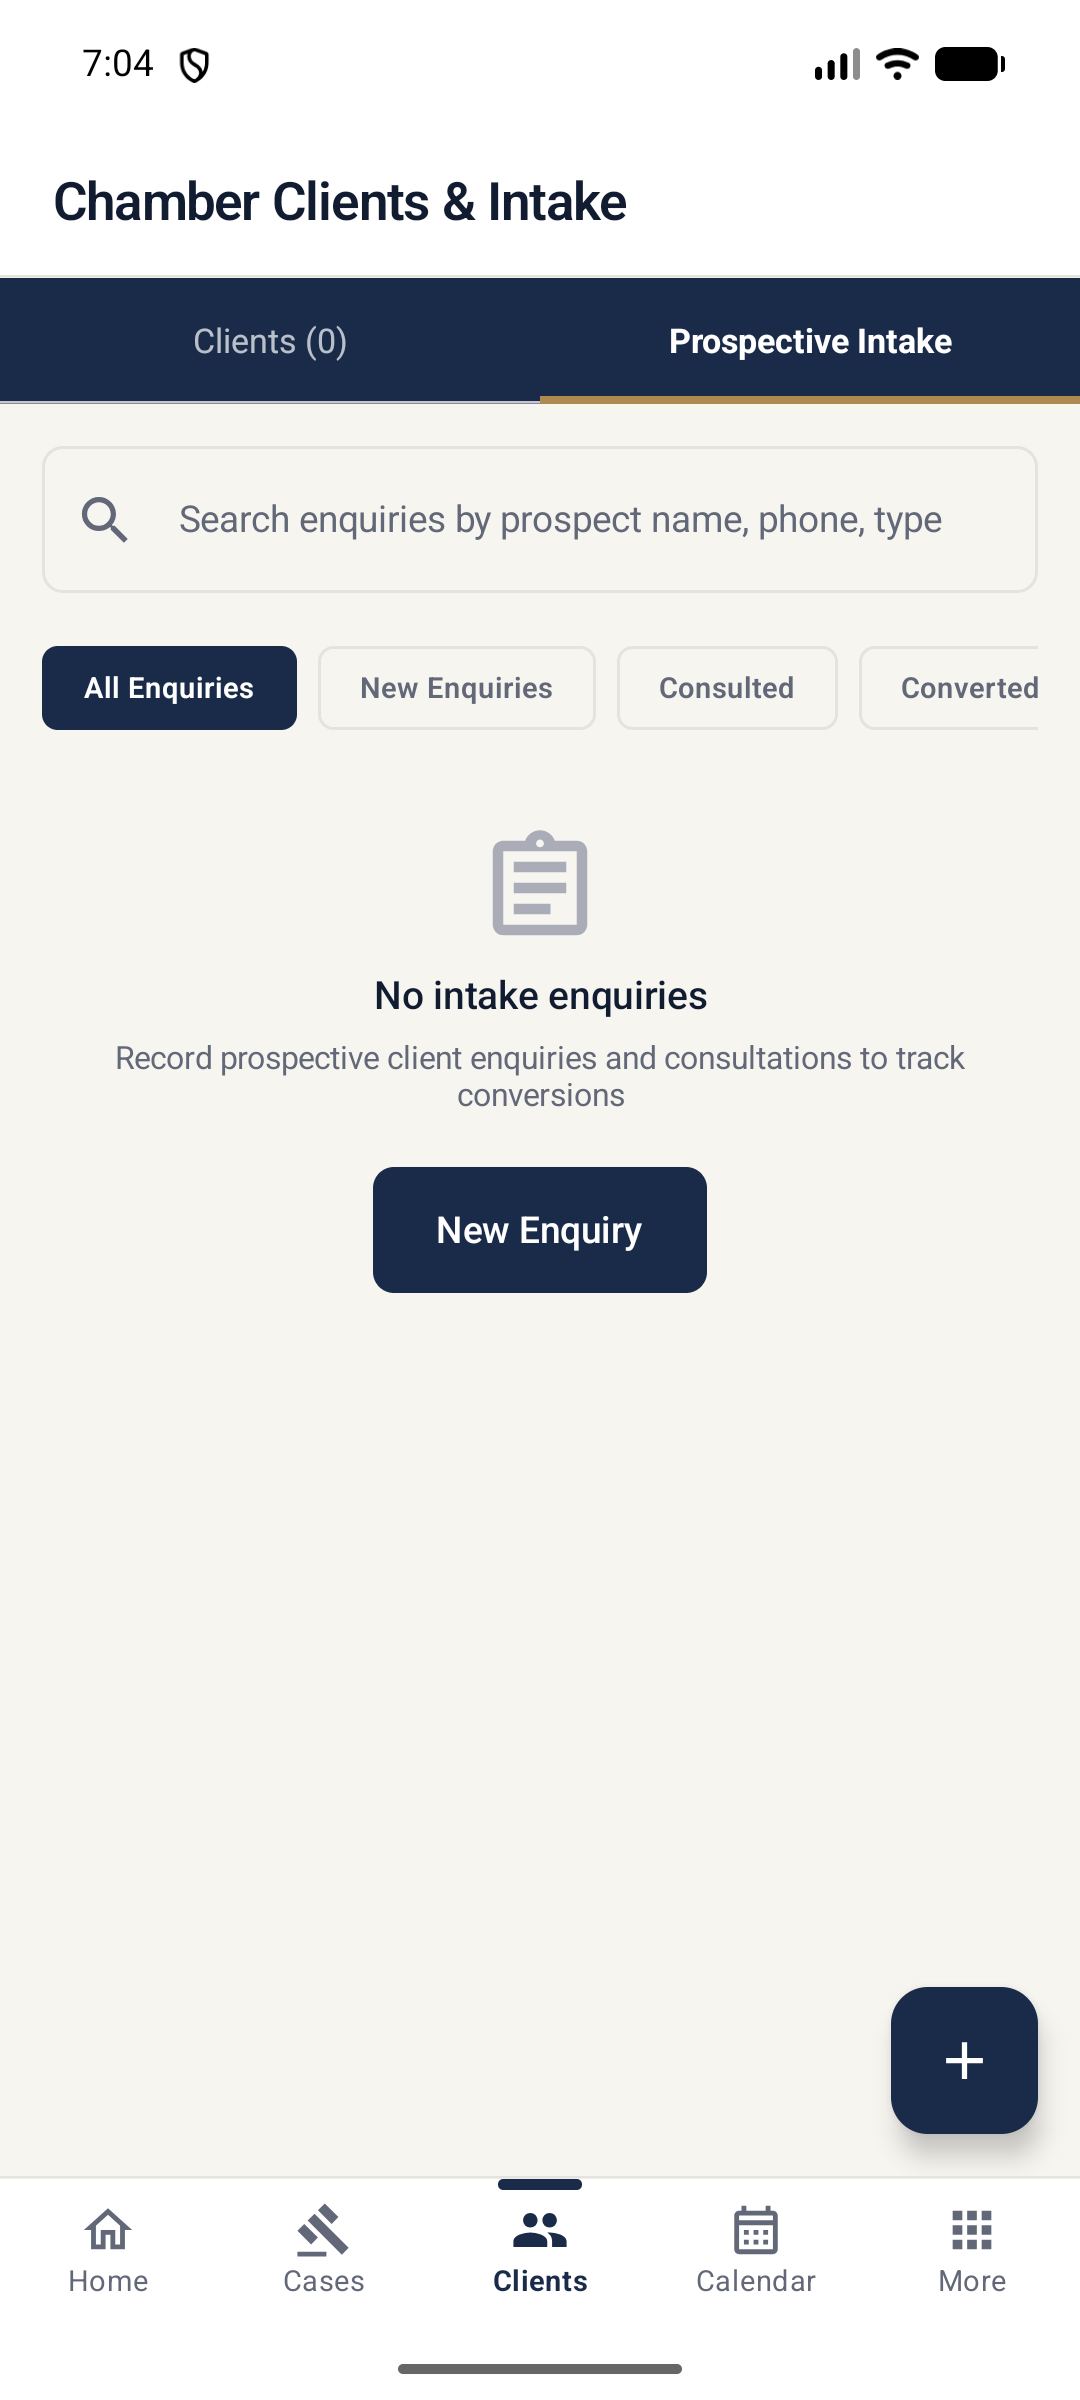 7:04
Chamber Clients & Intake
Clients (0)
Prospective Intake
Search enquiries by prospect name, phone, type
All Enquiries
New Enquiries
Consulted
Converted
No intake enquiries
Record prospective client enquiries and consultations to track
conversions
New Enquiry
Home
Cases
Clients
Calendar
More